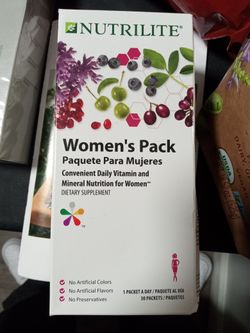 NUTRILITE®
Women's Pack
Paquete Para Mujeres
Convenient Daily Vitamin and
Mineral Nutrition for Women™
DIETARY SUPPLEMENT
No Artificial Colors
No Artificial Flavors
No Preservatives
1 PACKET A DAY / PAQUETE AL DÍA
30 PACKETS / PAQUETES